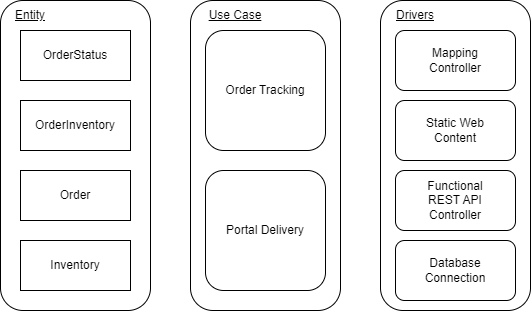 Entity
OrderStatus
OrderInventory
Order
Inventory
Use Case
Order Tracking
Portal Delivery
Drivers
Mapping
Controller
Static Web
Content
Functional
REST API
Controller
Database
Connection